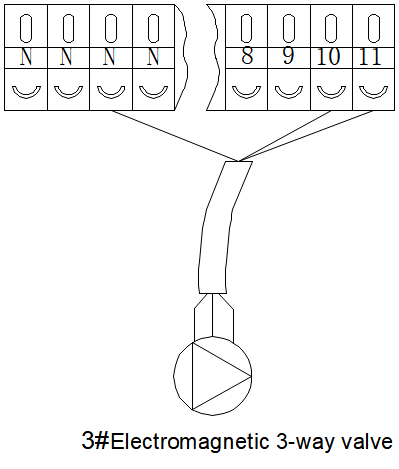 N N N N 8 9 10 11
3#Electromagnetic 3-way valve